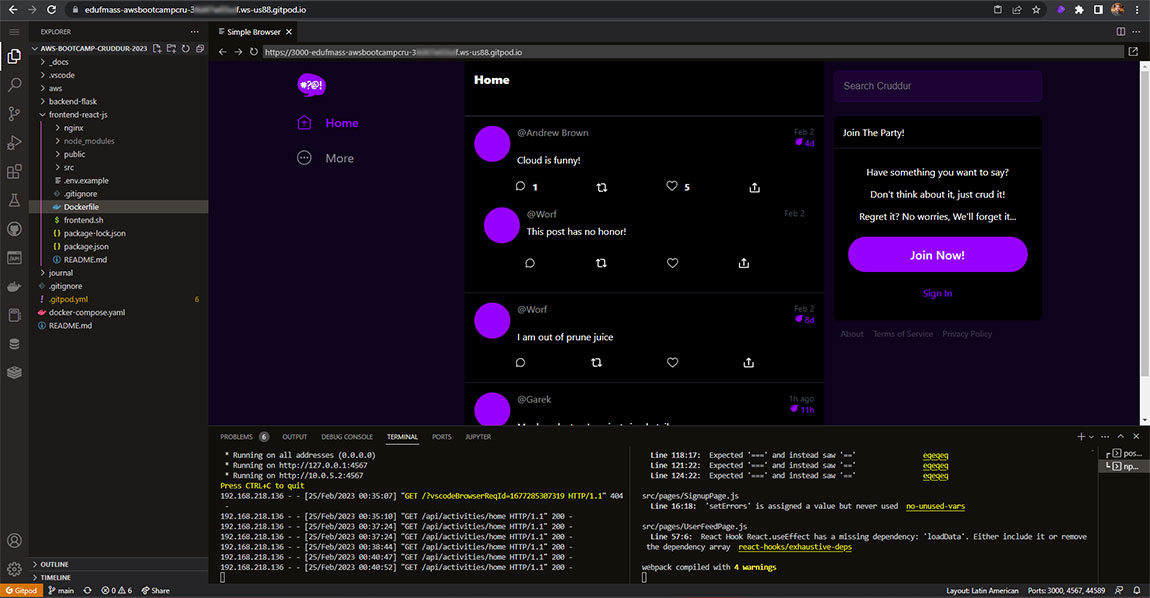 edufmass-awsbootcampcru-3 f.ws-us88.gitpod.io
EXPLORER
AWS-BOOTCAMP-CRUDDUR-2023
_docs
.vscode
aws
backend-flask
frontend-react-js
nginx
node_modules
public
src
.env.example
.gitignore
Dockerfile
$ frontend.sh
{} package-lock.json
{} package.json
README.md
journal
.gitignore
! .gitpod.yml 6
docker-compose.yaml
README.md
OUTLINE
TIMELINE
Simple Browser
https://3000-edufmass-awsbootcampcru-3 f.ws-us88.gitpod.io
#?@!
Home
More
Home
@Andrew Brown Feb 2
4d
Cloud is funny!
1 5
@Worf Feb 2
This post has no honor!
@Worf Feb 2
8d
I am out of prune juice
@Garek 1h ago
11h
Search Cruddur
Join The Party!
Have something you want to say?
Don't think about it, just crud it!
Regret it? No worries, We'll forget it...
Join Now!
Sign In
About Terms of Service Privacy Policy
PROBLEMS 6 OUTPUT DEBUG CONSOLE TERMINAL PORTS JUPYTER
* Running on all addresses (0.0.0.0)
* Running on http://127.0.0.1:4567
* Running on http://10.0.5.2:4567
Press CTRL+C to quit
192.168.218.136 - - [25/Feb/2023 00:35:07] "GET /?vscodeBrowserReqId=1677285307319 HTTP/1.1" 404
-
192.168.218.136 - - [25/Feb/2023 00:35:10] "GET /api/activities/home HTTP/1.1" 200 -
192.168.218.136 - - [25/Feb/2023 00:37:24] "GET /api/activities/home HTTP/1.1" 200 -
192.168.218.136 - - [25/Feb/2023 00:37:24] "GET /api/activities/home HTTP/1.1" 200 -
192.168.218.136 - - [25/Feb/2023 00:38:44] "GET /api/activities/home HTTP/1.1" 200 -
192.168.218.136 - - [25/Feb/2023 00:40:47] "GET /api/activities/home HTTP/1.1" 200 -
192.168.218.136 - - [25/Feb/2023 00:40:52] "GET /api/activities/home HTTP/1.1" 200 -
Line 118:17: Expected '===' and instead saw '==' eqeqeq
Line 121:22: Expected '===' and instead saw '==' eqeqeq
Line 124:22: Expected '===' and instead saw '==' eqeqeq
src/pages/SignupPage.js
Line 16:18: 'setErrors' is assigned a value but never used no-unused-vars
src/pages/UserFeedPage.js
Line 57:6: React Hook React.useEffect has a missing dependency: 'loadData'. Either include it or remove
the dependency array react-hooks/exhaustive-deps
webpack compiled with 4 warnings
pos...
np...
Gitpod main 0 6 Share
Layout: Latin American Ports: 3000, 4567, 44589